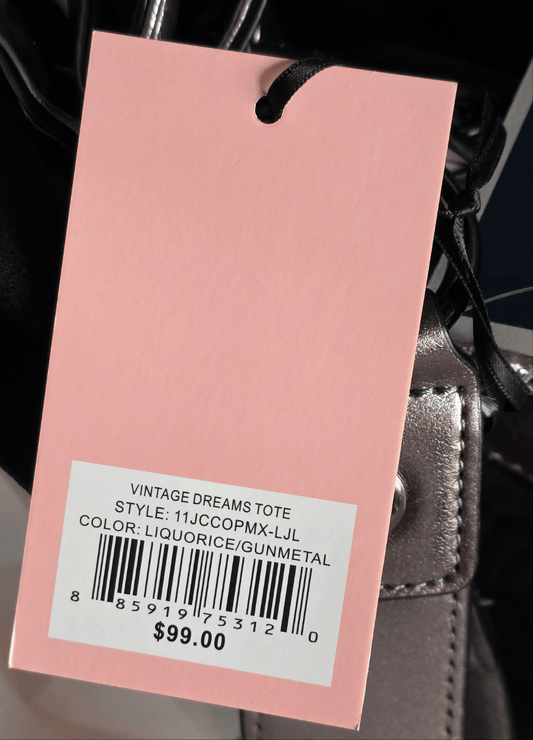 VINTAGE DREAMS TOTE
STYLE: 11JCCOPMX-LJL
COLOR: LIQUORICE/GUNMETAL
8 85919 75312 0
$99.00